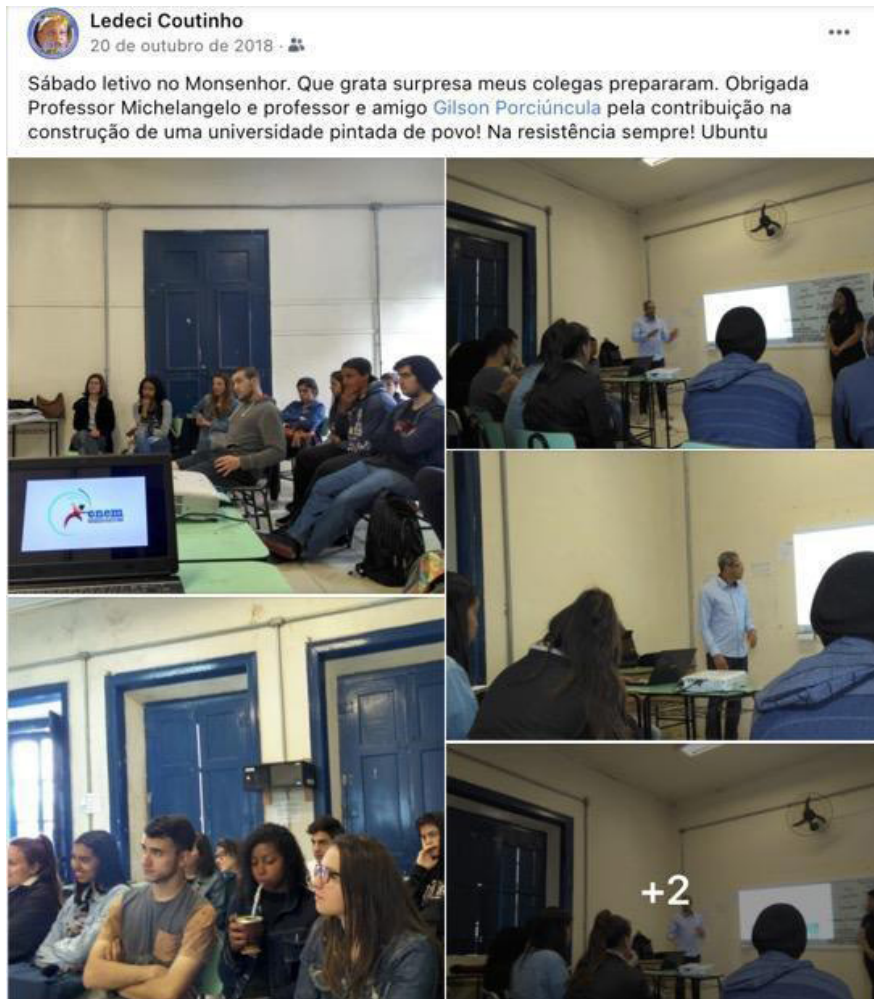 Ledeci Coutinho
20 de outubro de 2018 ·
Sábado letivo no Monsenhor. Que grata surpresa meus colegas prepararam. Obrigada
Professor Michelangelo e professor e amigo Gilson Porciúncula pela contribuição na
construção de uma universidade pintada de povo! Na resistência sempre! Ubuntu
enem
+2